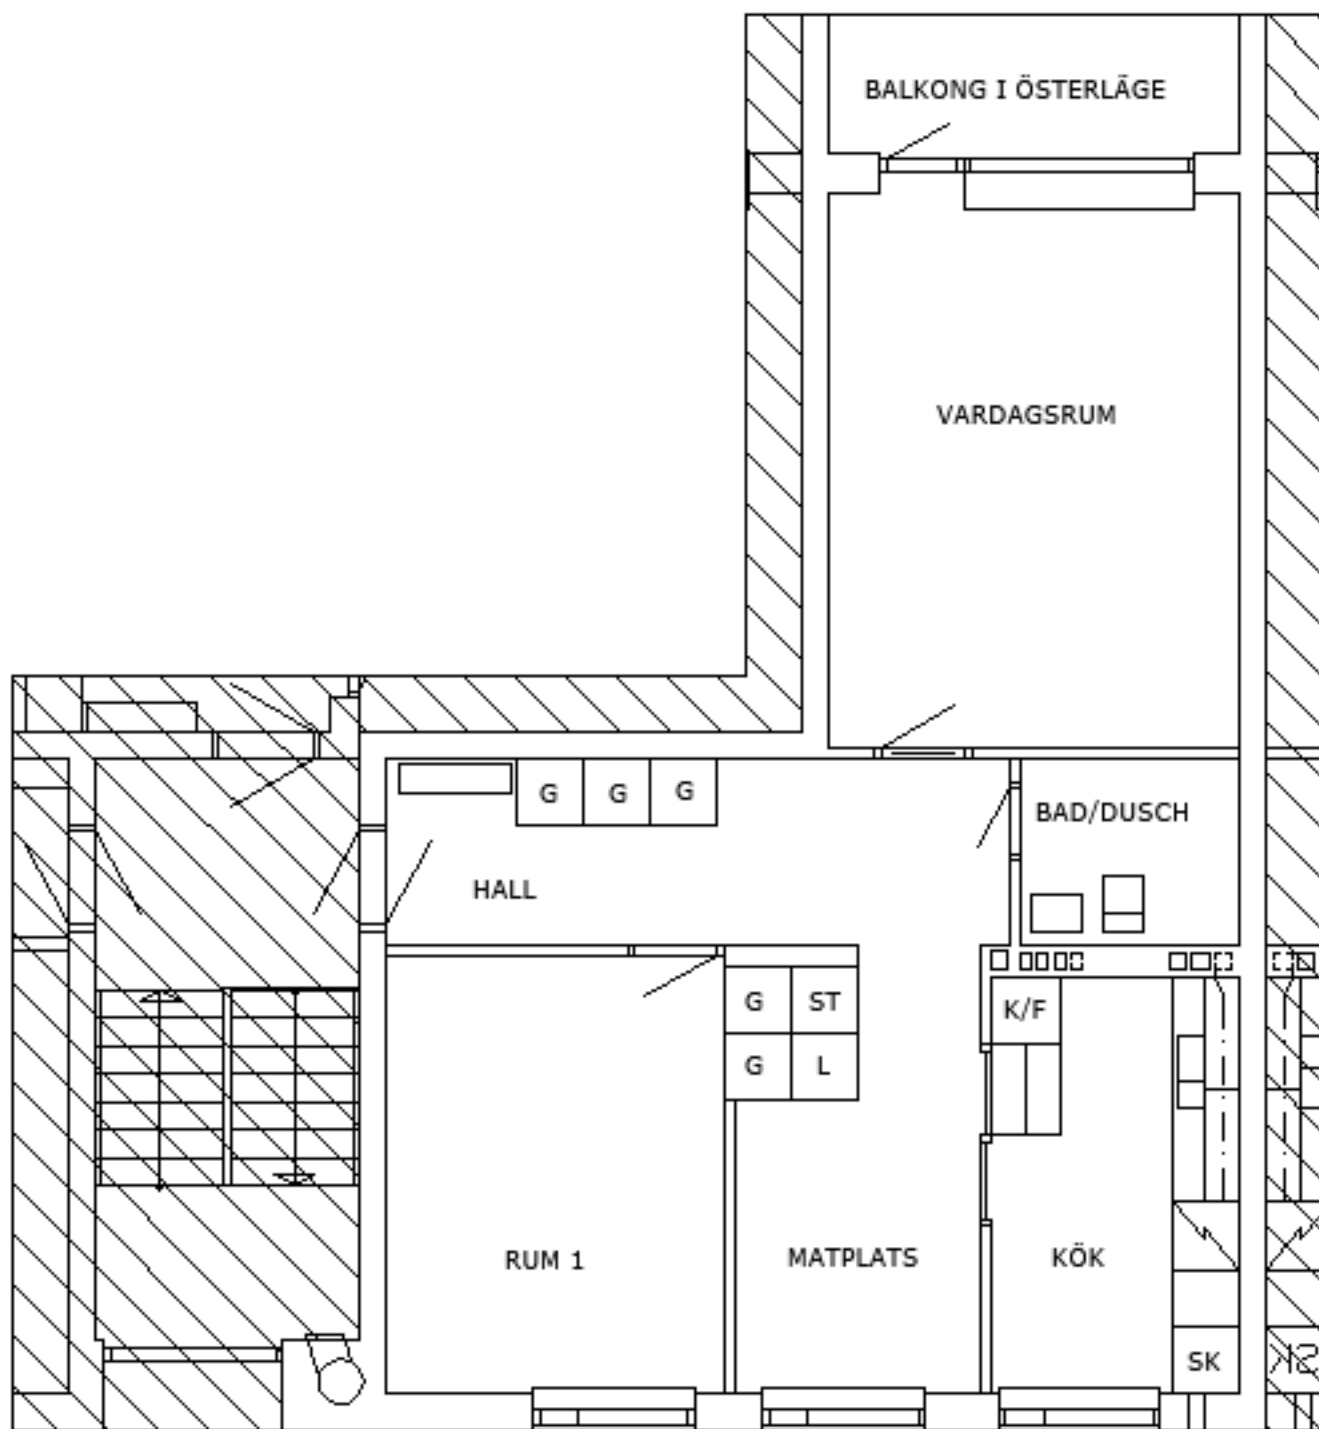 BALKONG I ÖSTERLÄGE
VARDAGSRUM
G G G
BAD/DUSCH
HALL
G ST
K/F
G L
RUM 1
MATPLATS
KÖK
SK